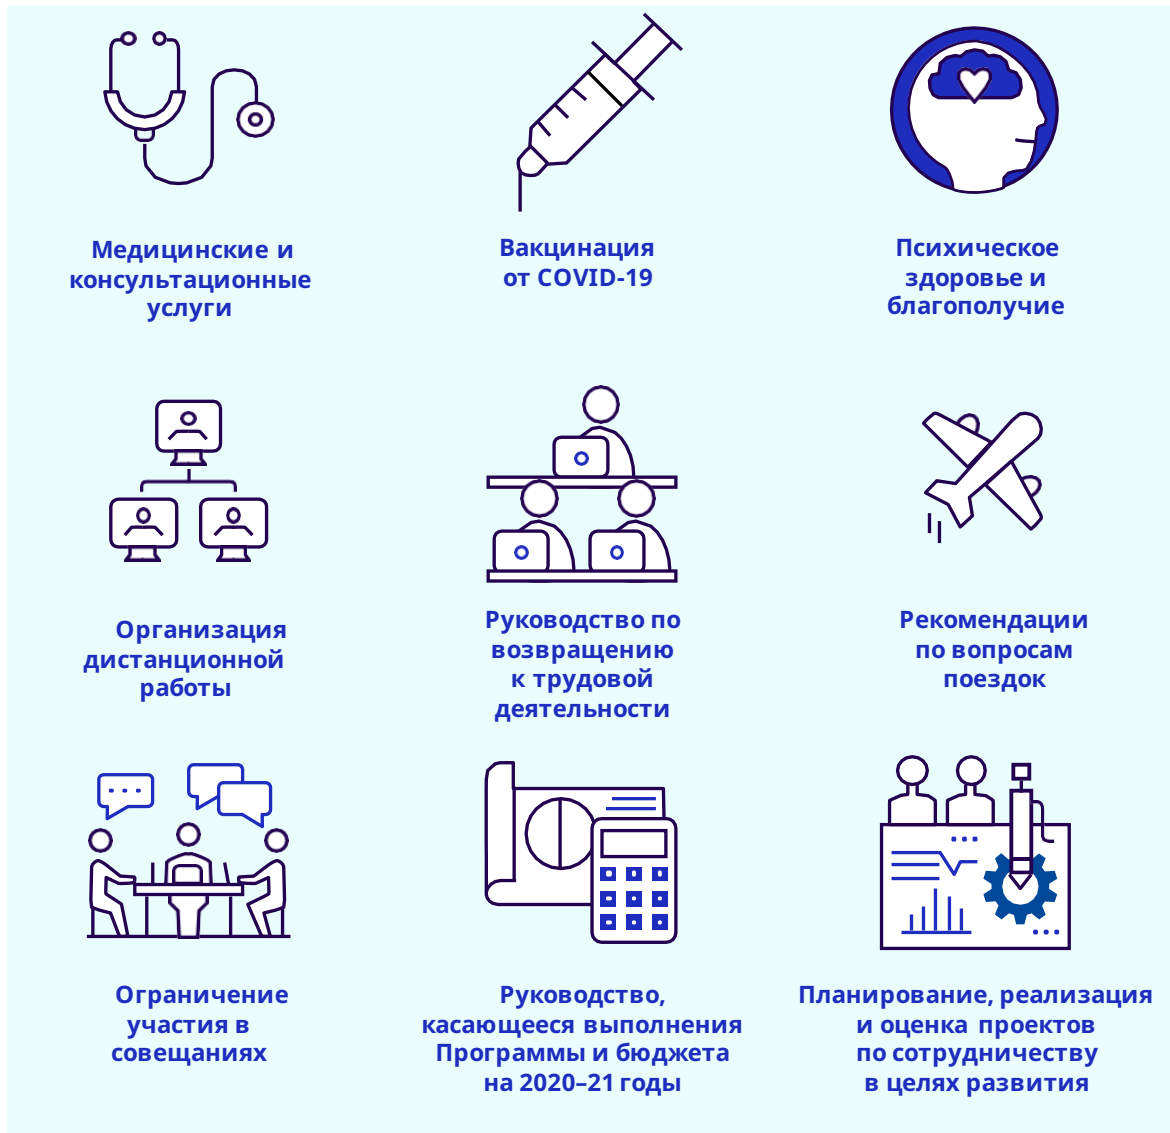 Медицинские и
консультационные
услуги
Вакцинация
от COVID-19
Психическое
здоровье и
благополучие
Организация
дистанционной
работы
Руководство по
возвращению
к трудовой
деятельности
Рекомендации
по вопросам
поездок
Ограничение
участия в
совещаниях
Руководство,
касающееся выполнения
Программы и бюджета
на 2020–21 годы
Планирование, реализация
и оценка проектов
по сотрудничеству
в целях развития